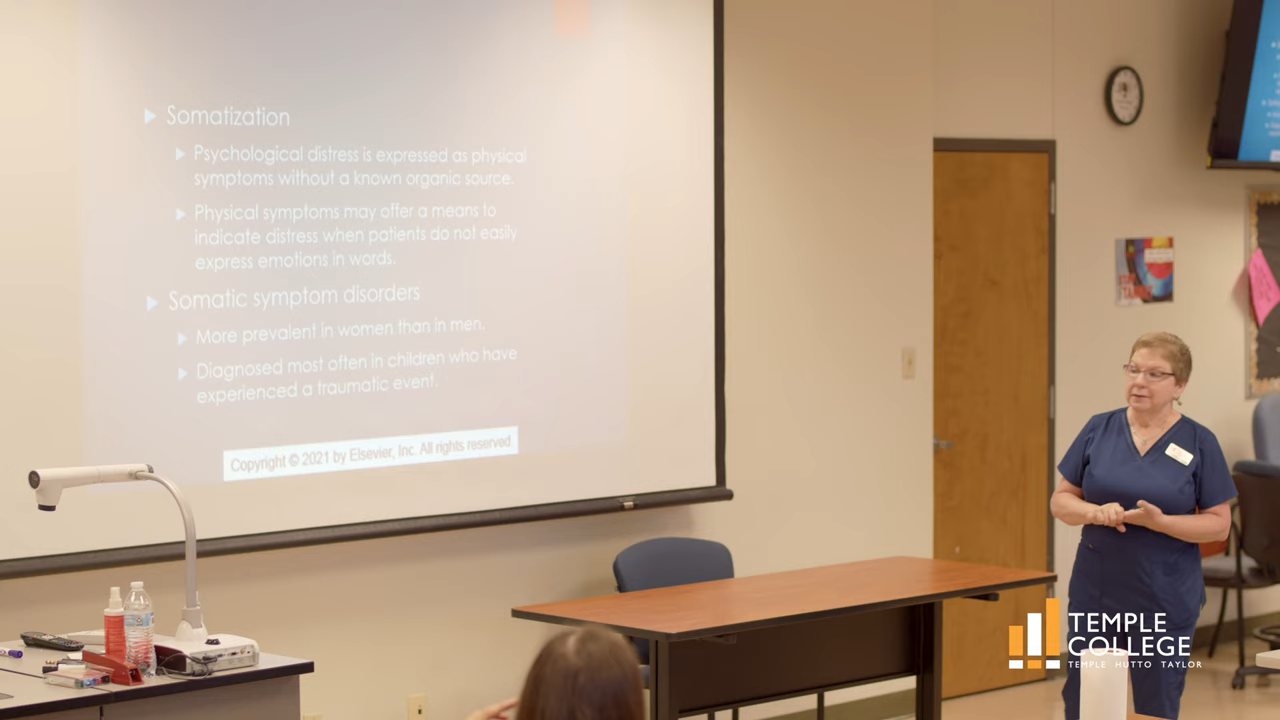 Somatization
Psychological distress is expressed as physical
symptoms without a known organic source.
Physical symptoms may offer a means to
indicate distress when patients do not easily
express emotions in words.
Somatic symptom disorders
More prevalent in women than in men.
Diagnosed most often in children who have
experienced a traumatic event.
Copyright © 2021 by Elsevier, Inc. All rights reserved
TEMPLE
COLLEGE
TEMPLE HUTTO TAYLOR